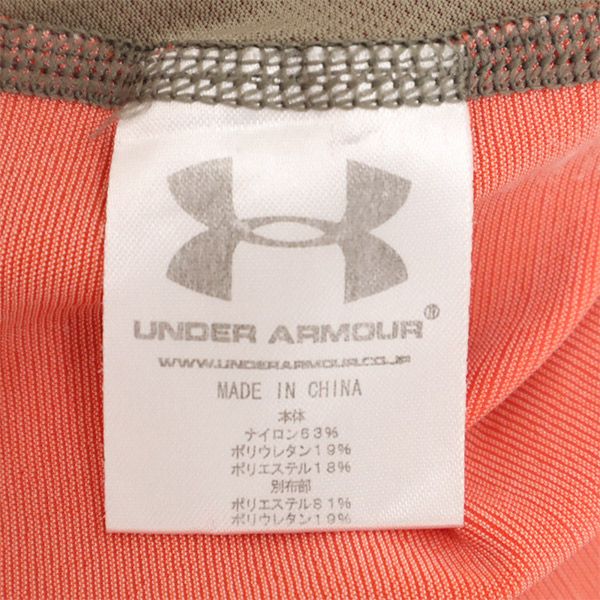 UNDER ARMOUR®
WWW.UNDERARMOUR.CO.JP
MADE IN CHINA
本体
ナイロン63%
ポリウレタン19%
ポリエステル18%
別布部
ポリエステル81%
ポリウレタン19%